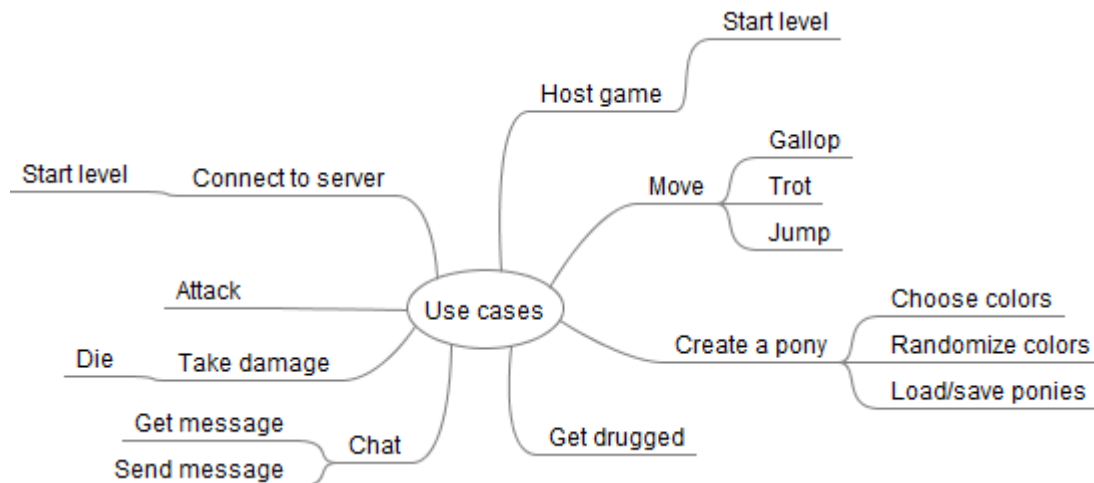 Start level
Host game
Gallop
Move
Trot
Jump
Start level
Connect to server
Attack
Use cases
Choose colors
Create a pony
Randomize colors
Load/save ponies
Die
Take damage
Get message
Chat
Send message
Get drugged